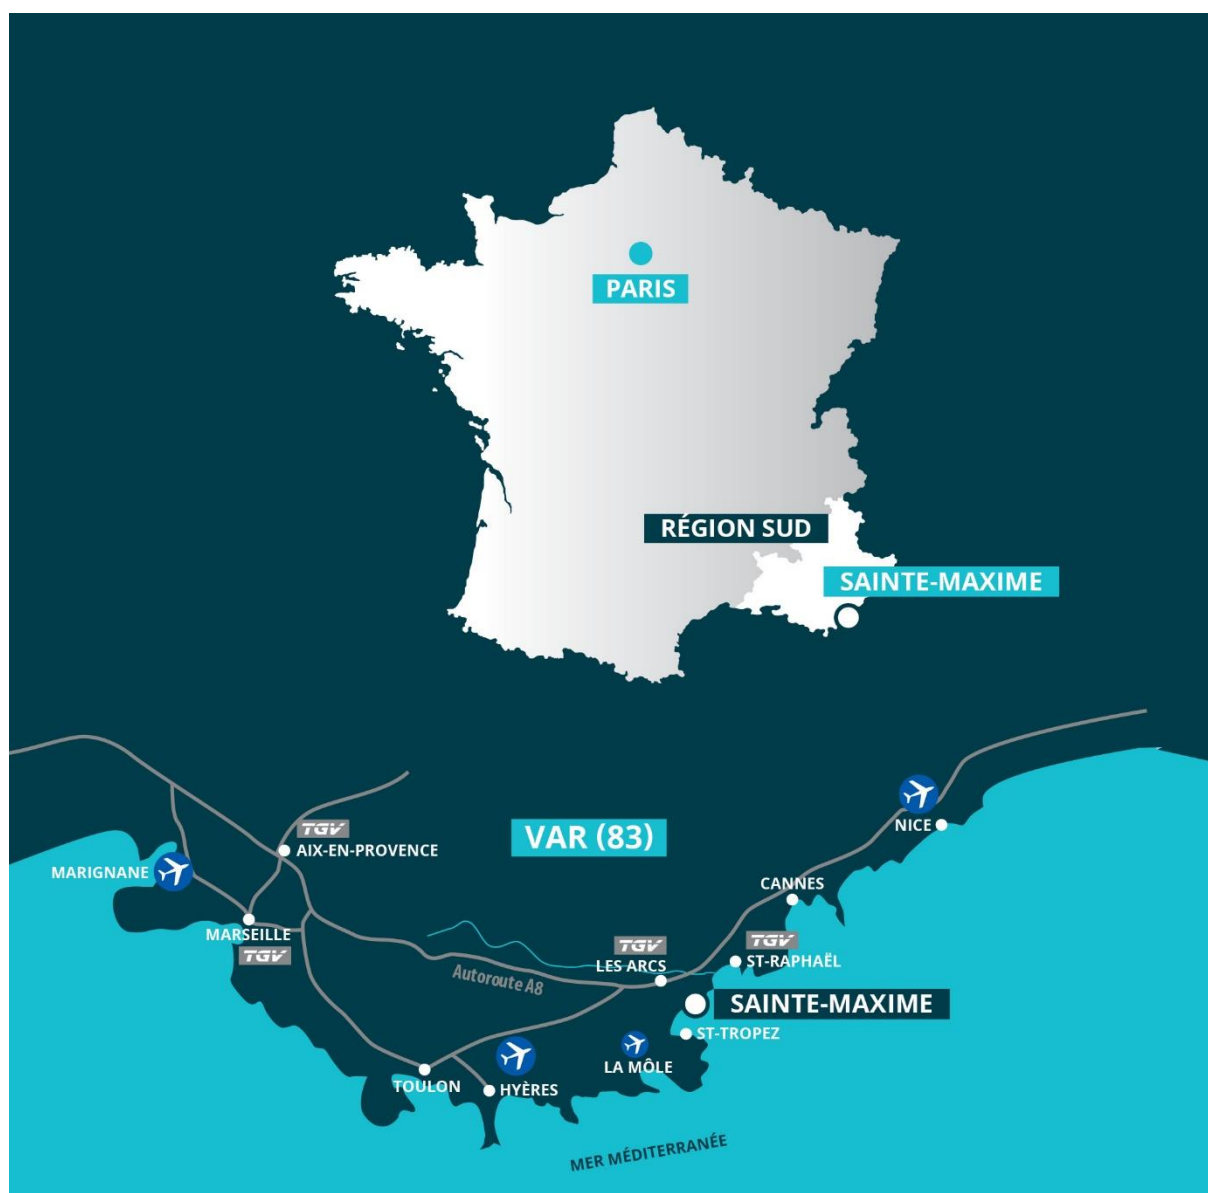 PARIS
RÉGION SUD
SAINTE-MAXIME
VAR (83)
TGV
AIX-EN-PROVENCE
MARIGNANE
MARSEILLE
TGV
NICE
CANNES
TGV
ST-RAPHAËL
TGV
LES ARCS
Autoroute A8
SAINTE-MAXIME
ST-TROPEZ
LA MÔLE
TOULON
HYÈRES
MER MÉDITERRANÉE